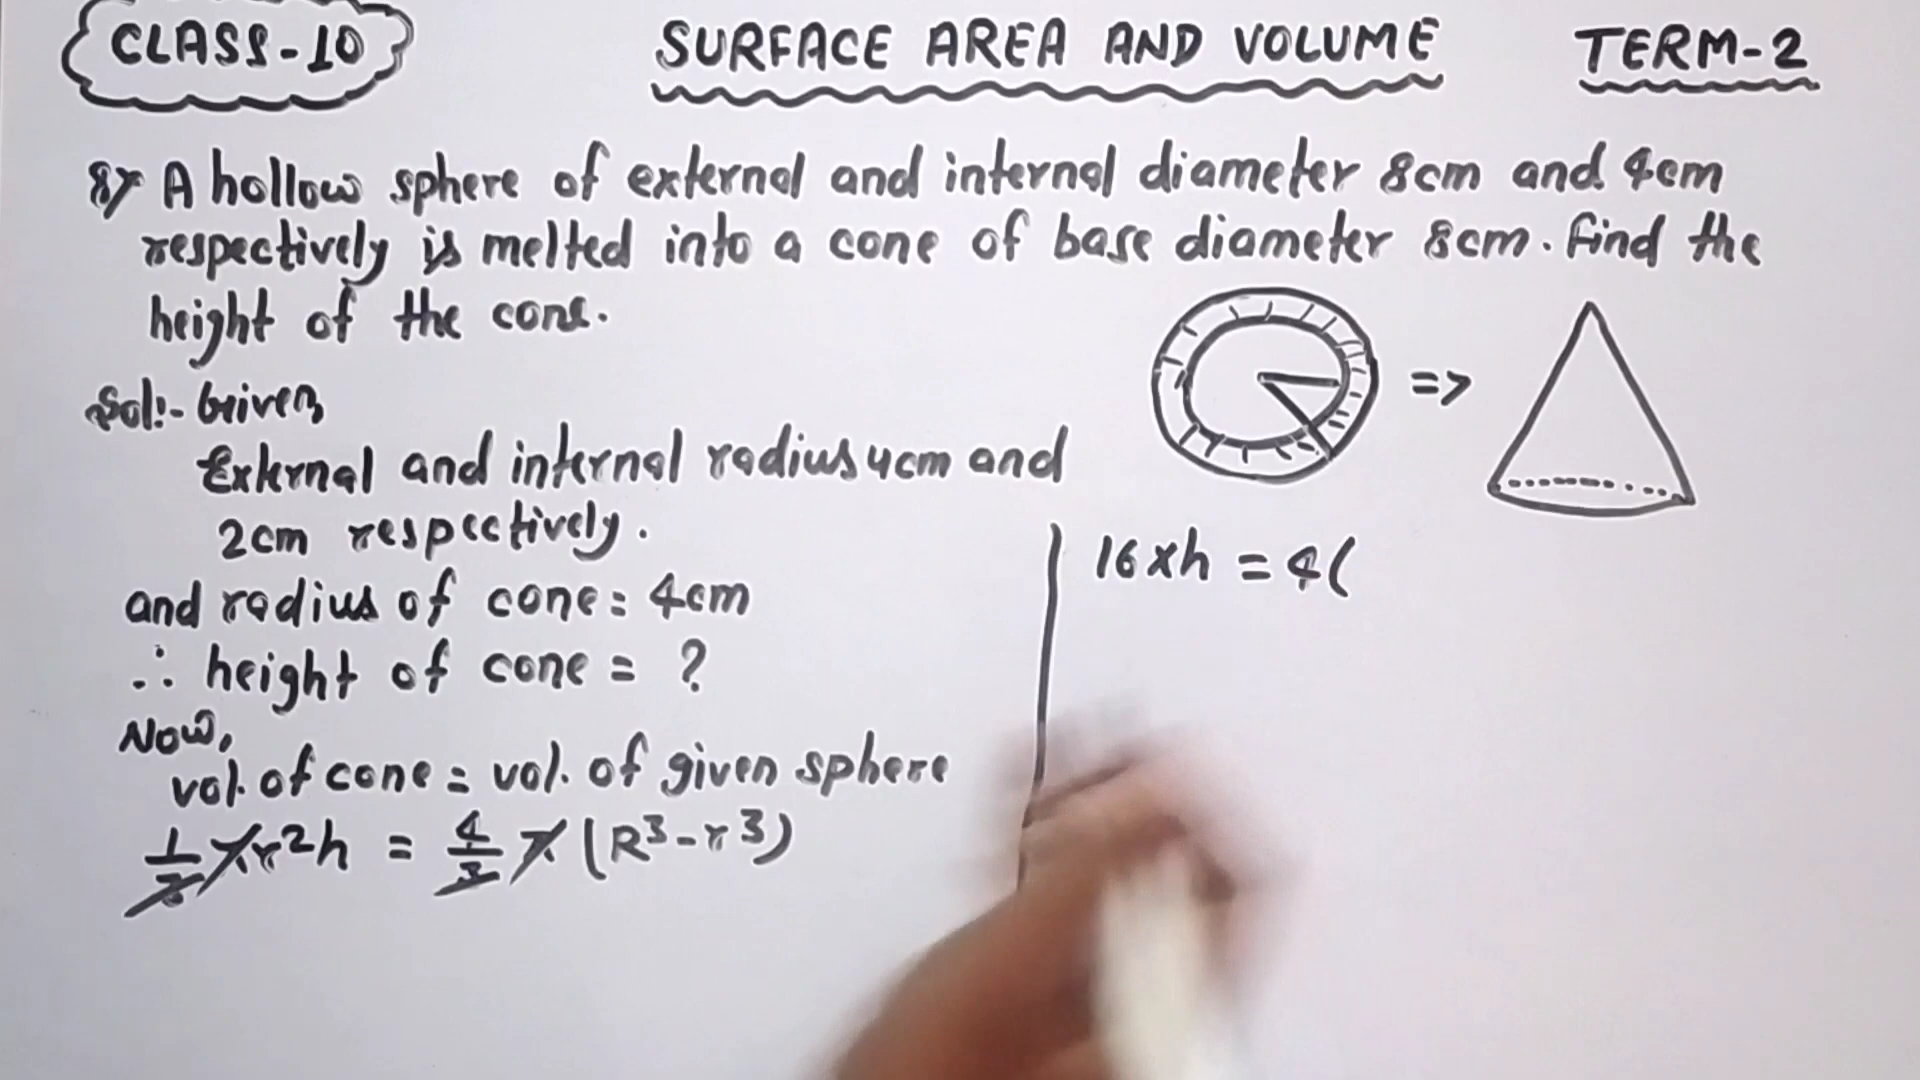 CLASS-10
SURFACE AREA AND VOLUME
TERM-2
8) A hollow sphere of external and internal diameter 8cm and 4cm
respectively is melted into a cone of base diameter 8cm. Find the
height of the cone.
Sol:- Given
External and internal radius 4cm and
2cm respectively.
and radius of cone = 4cm
∴ height of cone = ?
Now,
vol. of cone = vol. of given sphere
1/3 πr²h = 4/3 π (R³-r³)
16×h = 4(